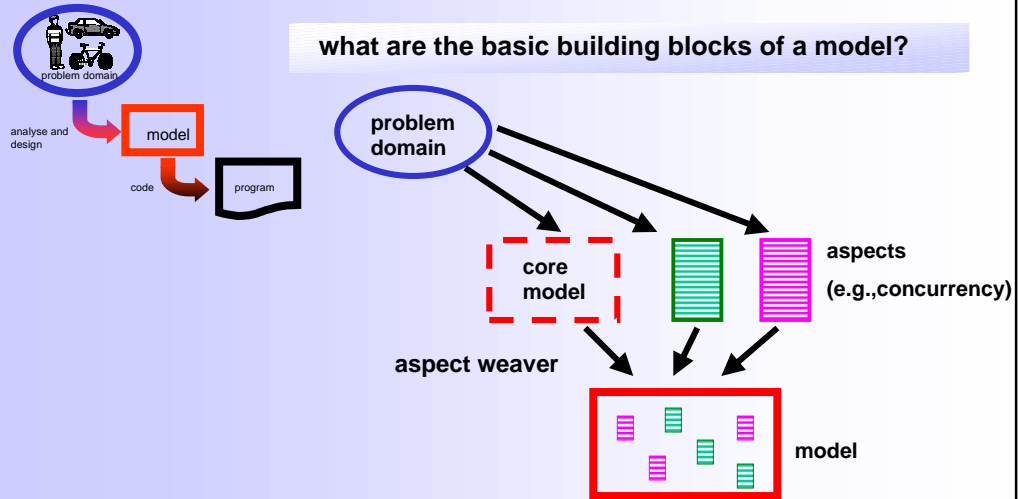 what are the basic building blocks of a model?
problem domain
analyse and
design
model
code
program
problem
domain
core
model
aspects
(e.g.,concurrency)
aspect weaver
model